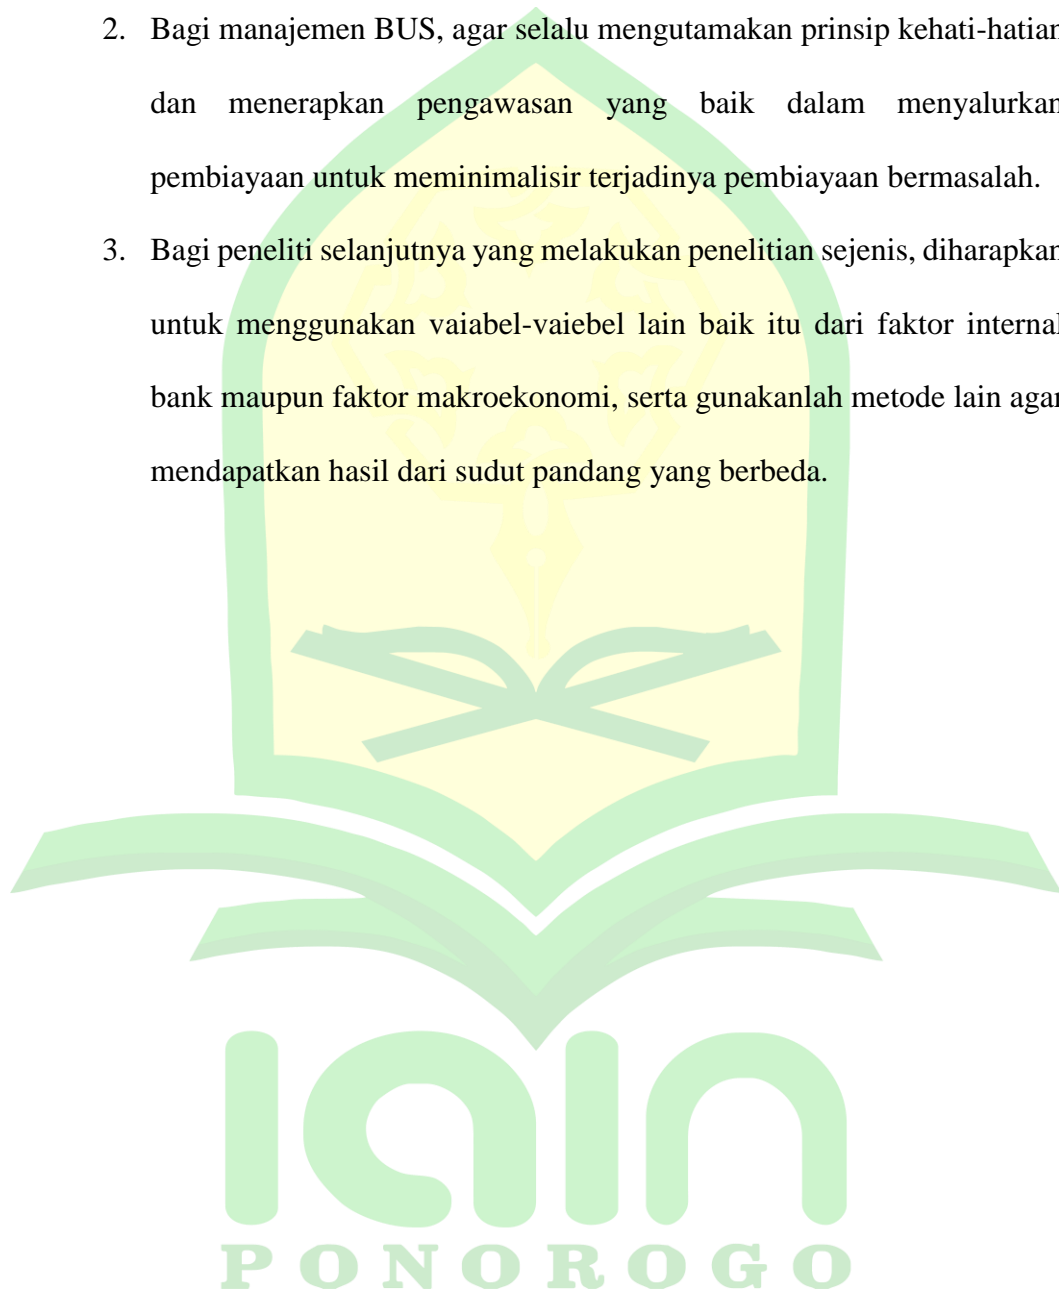 2. Bagi manajemen BUS, agar selalu mengutamakan prinsip kehati-hatian
dan menerapkan pengawasan yang baik dalam menyalurkan
pembiayaan untuk meminimalisir terjadinya pembiayaan bermasalah.
3. Bagi peneliti selanjutnya yang melakukan penelitian sejenis, diharapkan
untuk menggunakan vaiabel-vaiebel lain baik itu dari faktor internal
bank maupun faktor makroekonomi, serta gunakanlah metode lain agar
mendapatkan hasil dari sudut pandang yang berbeda.
iain
PONOROGO